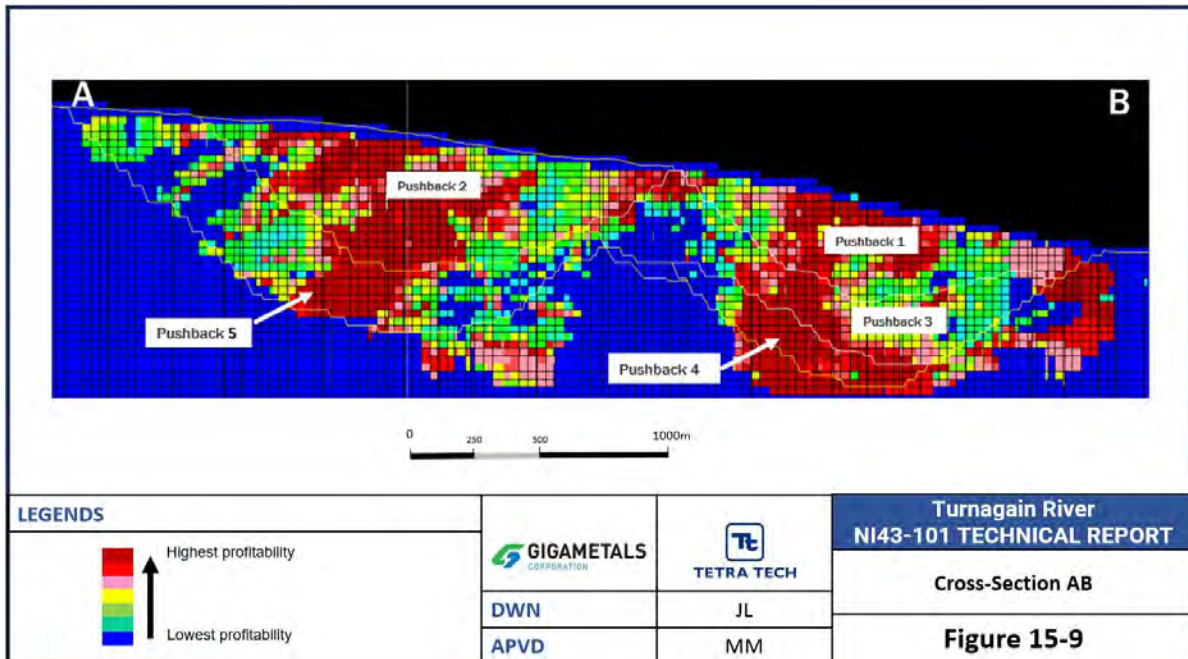 A
B
Pushback 2
Pushback 1
Pushback 5
Pushback 3
Pushback 4
0
250
500
1000m
LEGENDS
Highest profitability
Lowest profitability
GIGAMETALS
CORPORATION
Tt
TETRA TECH
DWN
JL
APVD
MM
Turnagain River
NI43-101 TECHNICAL REPORT
Cross-Section AB
Figure 15-9